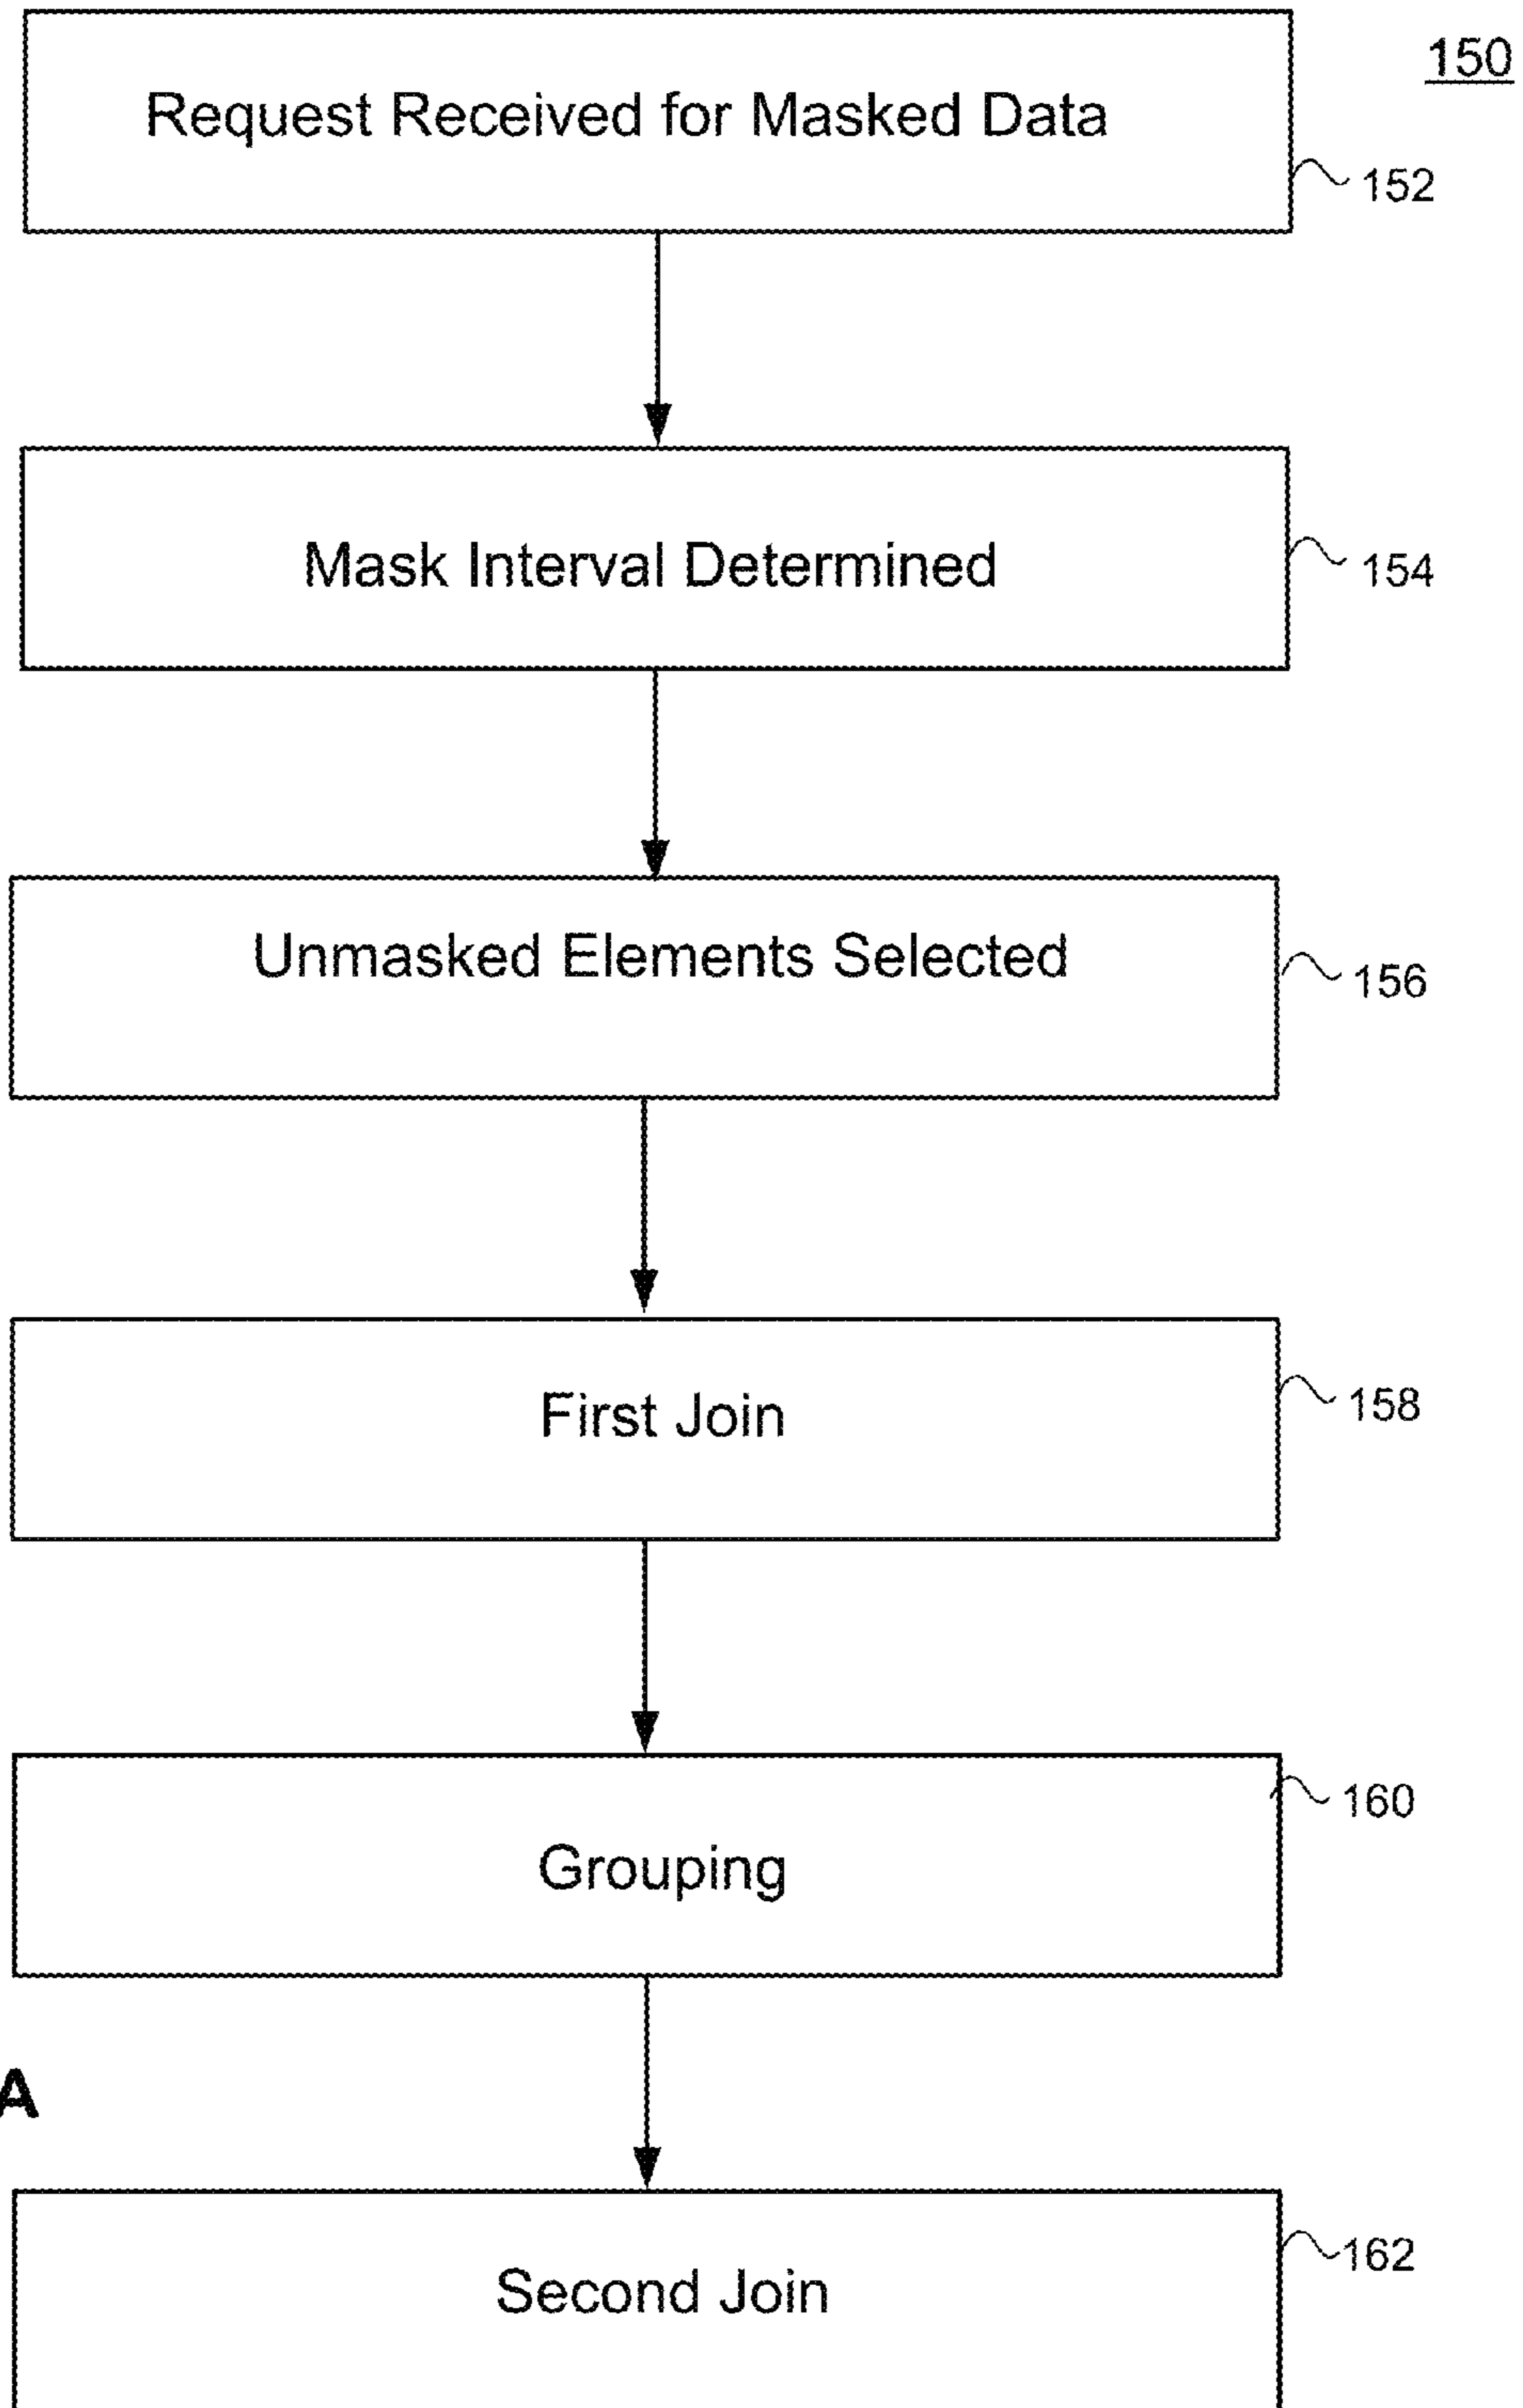 150
Request Received for Masked Data
152
Mask Interval Determined
154
Unmasked Elements Selected
156
First Join
158
160
Grouping
A
162
Second Join